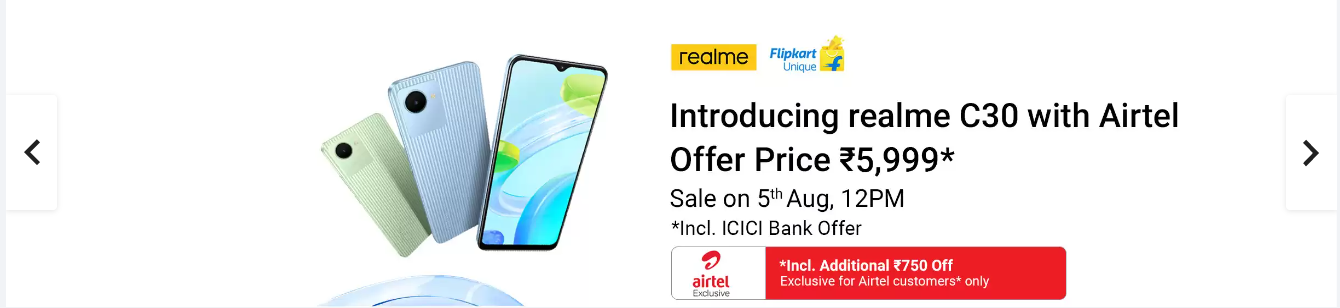 realme
Flipkart
Unique
Introducing realme C30 with Airtel
Offer Price ₹5,999*
Sale on 5th Aug, 12PM
*Incl. ICICI Bank Offer
airtel
Exclusive
*Incl. Additional ₹750 Off
Exclusive for Airtel customers* only